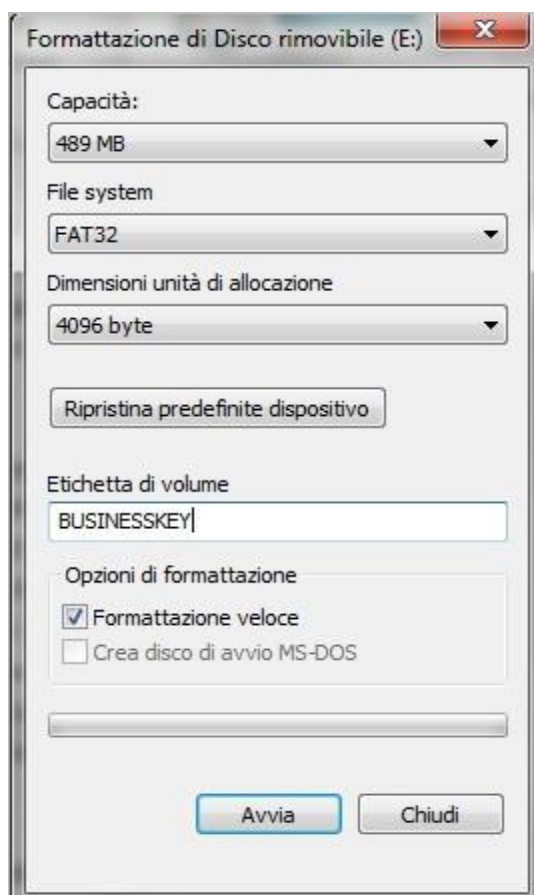 Formattazione di Disco rimovibile (E:)
Capacità:
489 MB
File system
FAT32
Dimensioni unità di allocazione
4096 byte
Ripristina predefinite dispositivo
Etichetta di volume
BUSINESSKEY
Opzioni di formattazione
Formattazione veloce
Crea disco di avvio MS-DOS
Avvia
Chiudi